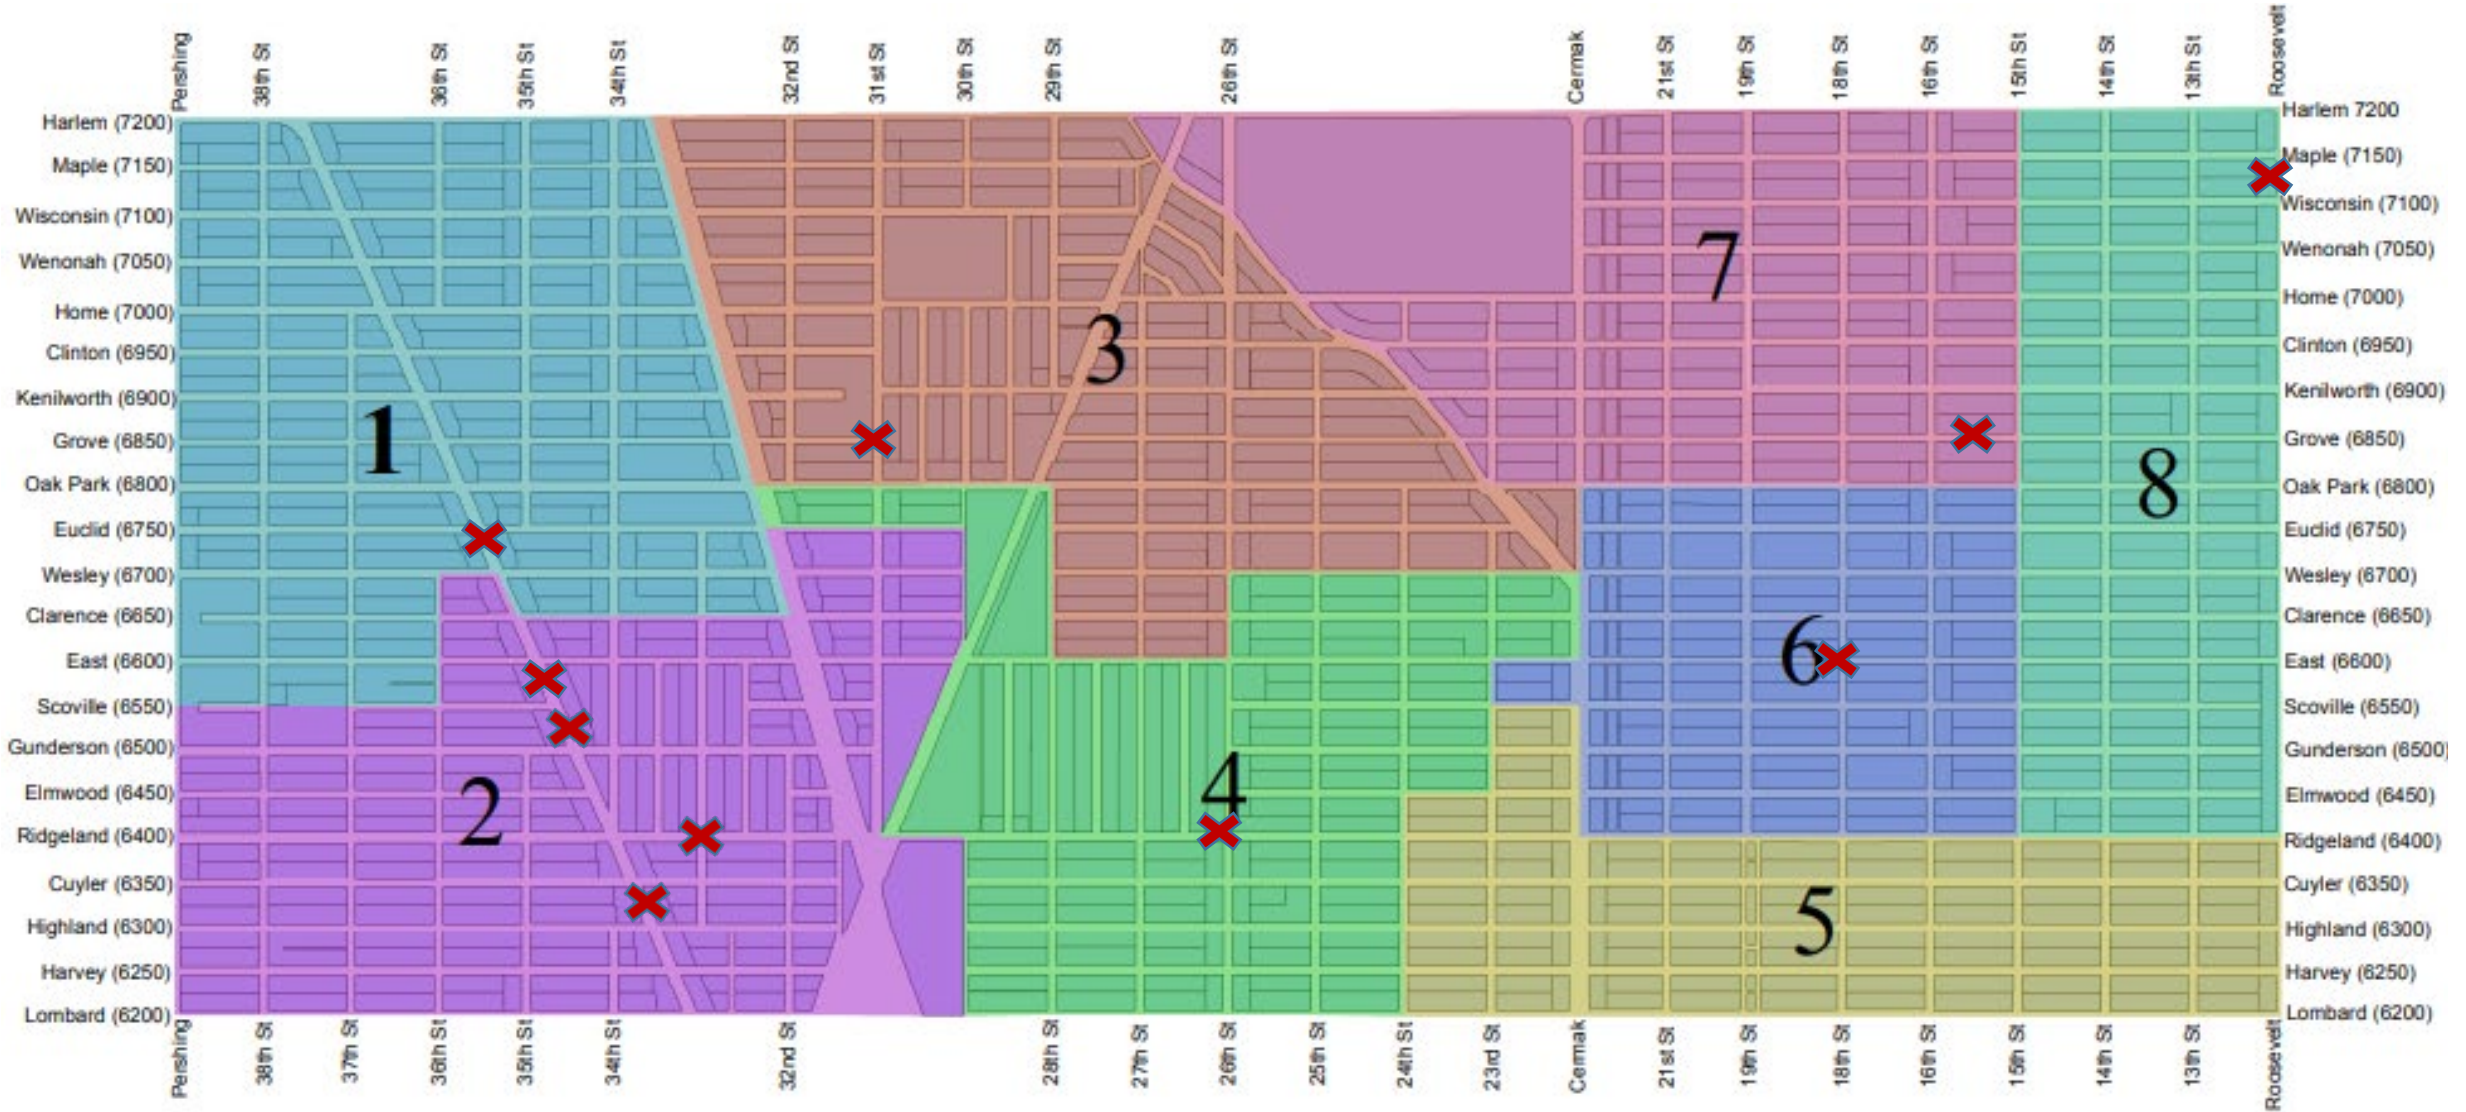 Pershing
38th St
36th St
35th St
34th St
32nd St
31st St
30th St
29th St
26th St
Cermak
21st St
19th St
18th St
16th St
15th St
14th St
13th St
Roosevelt
Harlem (7200)
Maple (7150)
Wisconsin (7100)
Wenonah (7050)
Home (7000)
Clinton (6950)
Kenilworth (6900)
Grove (6850)
Oak Park (6800)
Euclid (6750)
Wesley (6700)
Clarence (6650)
East (6600)
Scoville (6550)
Gunderson (6500)
Elmwood (6450)
Ridgeland (6400)
Cuyler (6350)
Highland (6300)
Harvey (6250)
Lombard (6200)
1
2
3
4
5
6
7
8
Harlem 7200
Maple (7150)
Wisconsin (7100)
Wenonah (7050)
Home (7000)
Clinton (6950)
Kenilworth (6900)
Grove (6850)
Oak Park (6800)
Euclid (6750)
Wesley (6700)
Clarence (6650)
East (6600)
Scoville (6550)
Gunderson (6500)
Elmwood (6450)
Ridgeland (6400)
Cuyler (6350)
Highland (6300)
Harvey (6250)
Lombard (6200)
Pershing
38th St
37th St
36th St
35th St
34th St
32nd St
28th St
27th St
26th St
25th St
24th St
23rd St
Cermak
21st St
19th St
18th St
16th St
15th St
14th St
13th St
Roosevelt